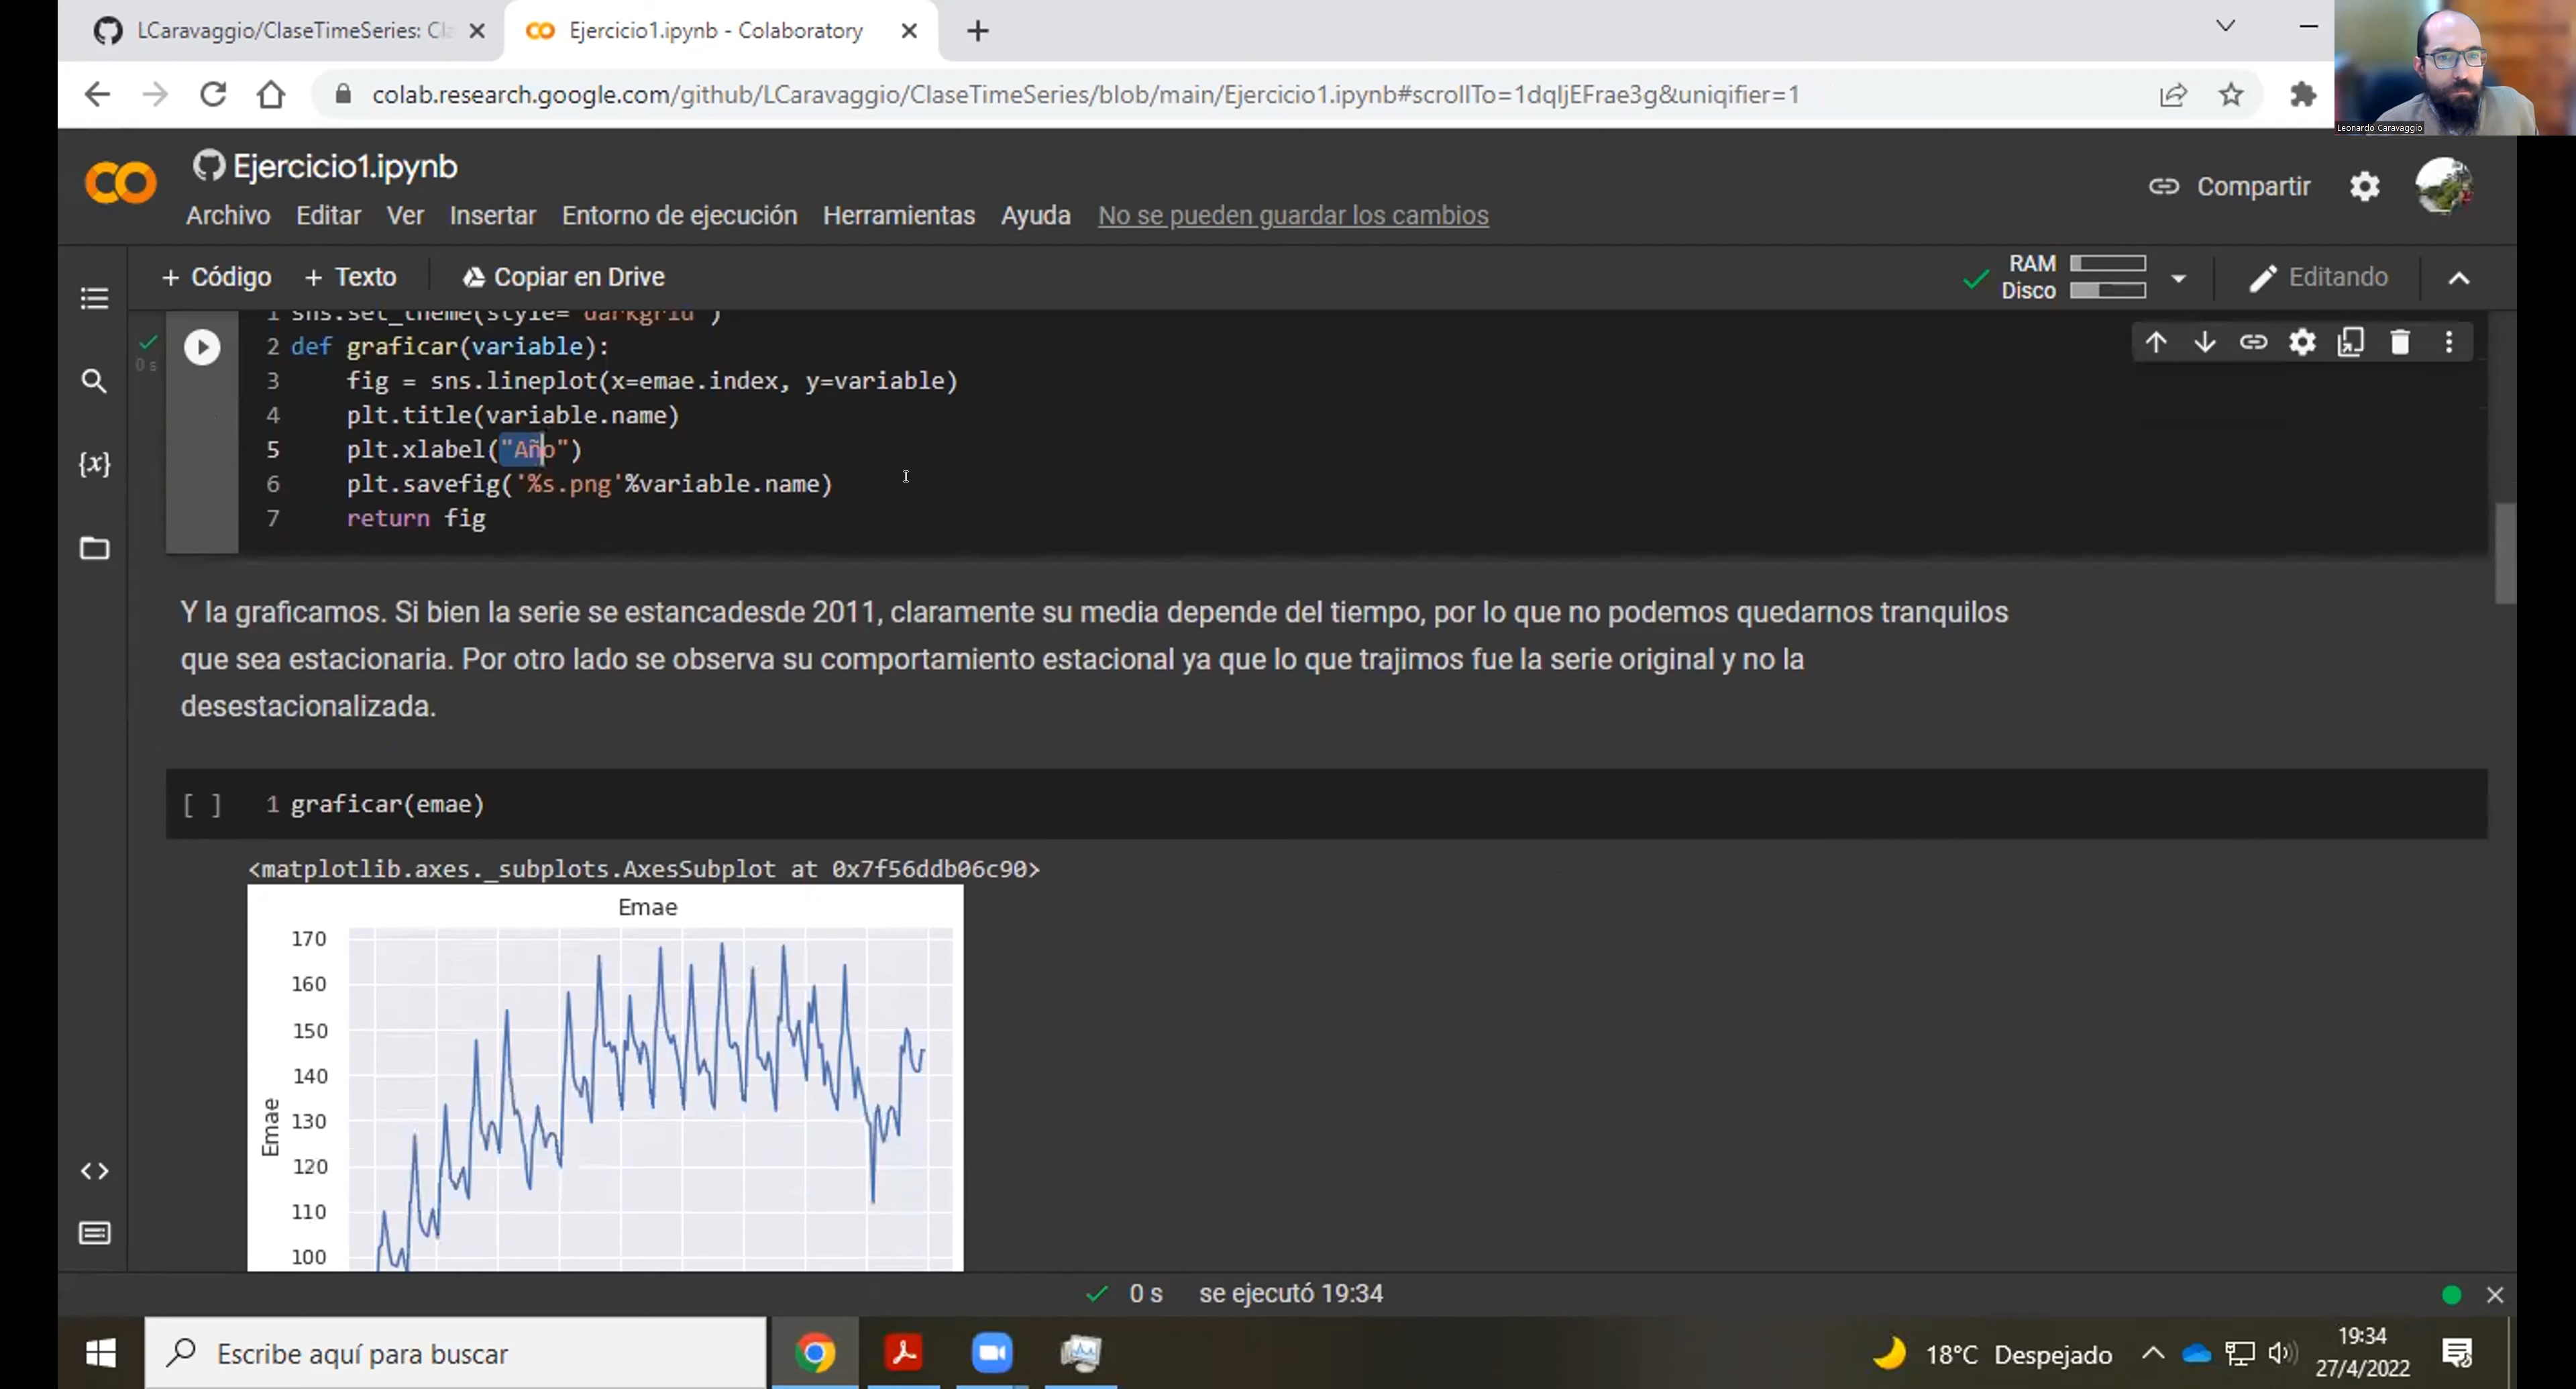 LCaravaggio/ClaseTimeSeries: Cla
Ejercicio1.ipynb - Colaboratory
colab.research.google.com/github/LCaravaggio/ClaseTimeSeries/blob/main/Ejercicio1.ipynb#scrollTo=1dqIjEFrae3g&uniqifier=1
Leonardo Caravaggio
Ejercicio1.ipynb
Compartir
Archivo Editar Ver Insertar Entorno de ejecución Herramientas Ayuda No se pueden guardar los cambios
+ Código + Texto Copiar en Drive
RAM
Disco
Editando
1 sns.set_theme(style="darkgrid")
0 s
2 def graficar(variable):
3 fig = sns.lineplot(x=emae.index, y=variable)
4 plt.title(variable.name)
5 plt.xlabel("Año")
6 plt.savefig('%s.png'%variable.name)
7 return fig
Y la graficamos. Si bien la serie se estancadesde 2011, claramente su media depende del tiempo, por lo que no podemos quedarnos tranquilos
que sea estacionaria. Por otro lado se observa su comportamiento estacional ya que lo que trajimos fue la serie original y no la
desestacionalizada.
[ ] 1 graficar(emae)
<matplotlib.axes._subplots.AxesSubplot at 0x7f56ddb06c90>
Emae
170
160
150
140
130
120
110
100
Emae
0 s se ejecutó 19:34
Escribe aquí para buscar
18°C Despejado
19:34
27/4/2022